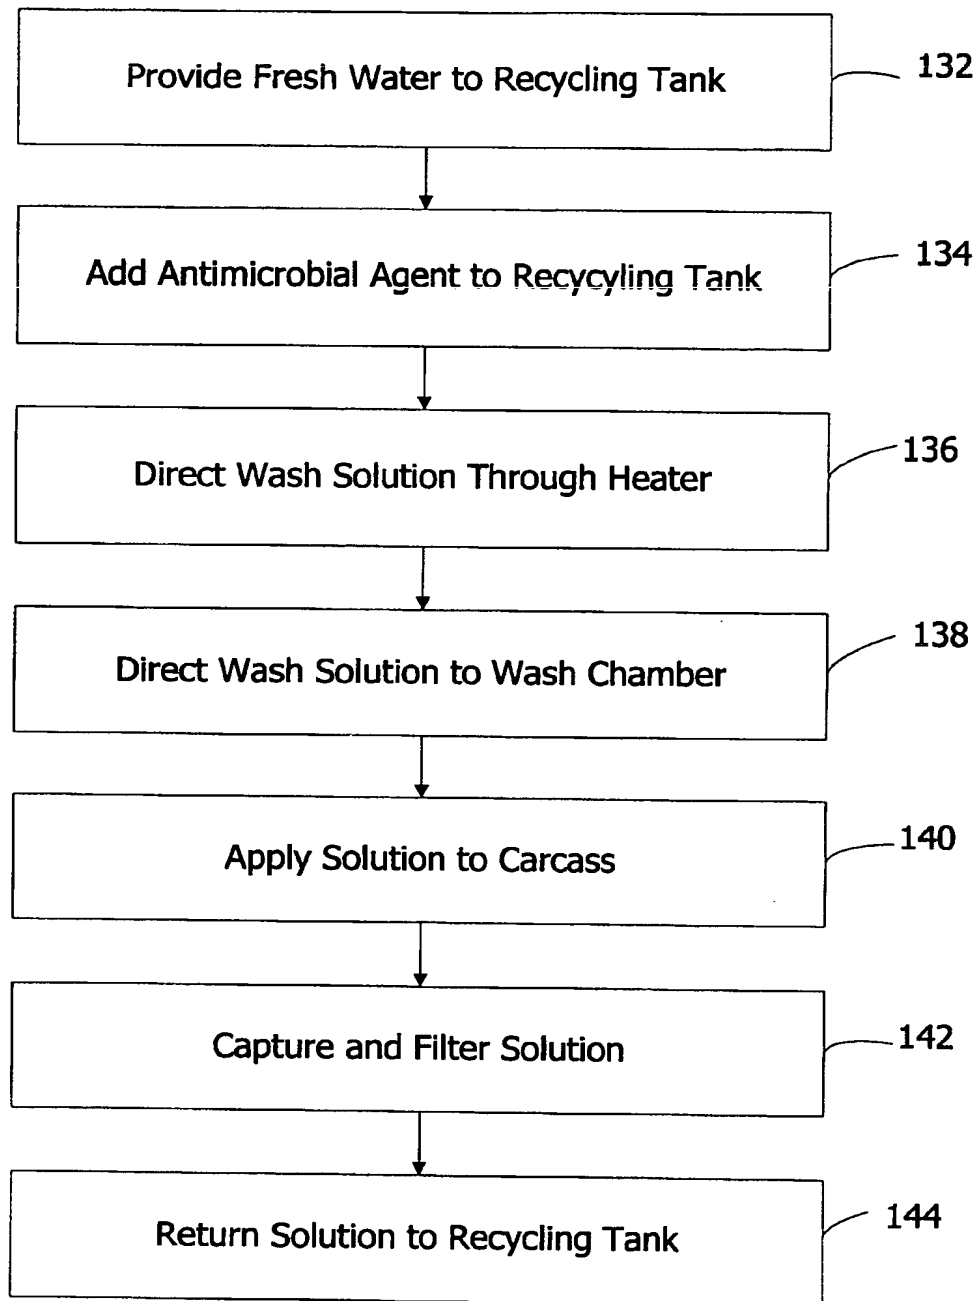 Provide Fresh Water to Recycling Tank
132
Add Antimicrobial Agent to Recycyling Tank
134
Direct Wash Solution Through Heater
136
Direct Wash Solution to Wash Chamber
138
Apply Solution to Carcass
140
Capture and Filter Solution
142
Return Solution to Recycling Tank
144